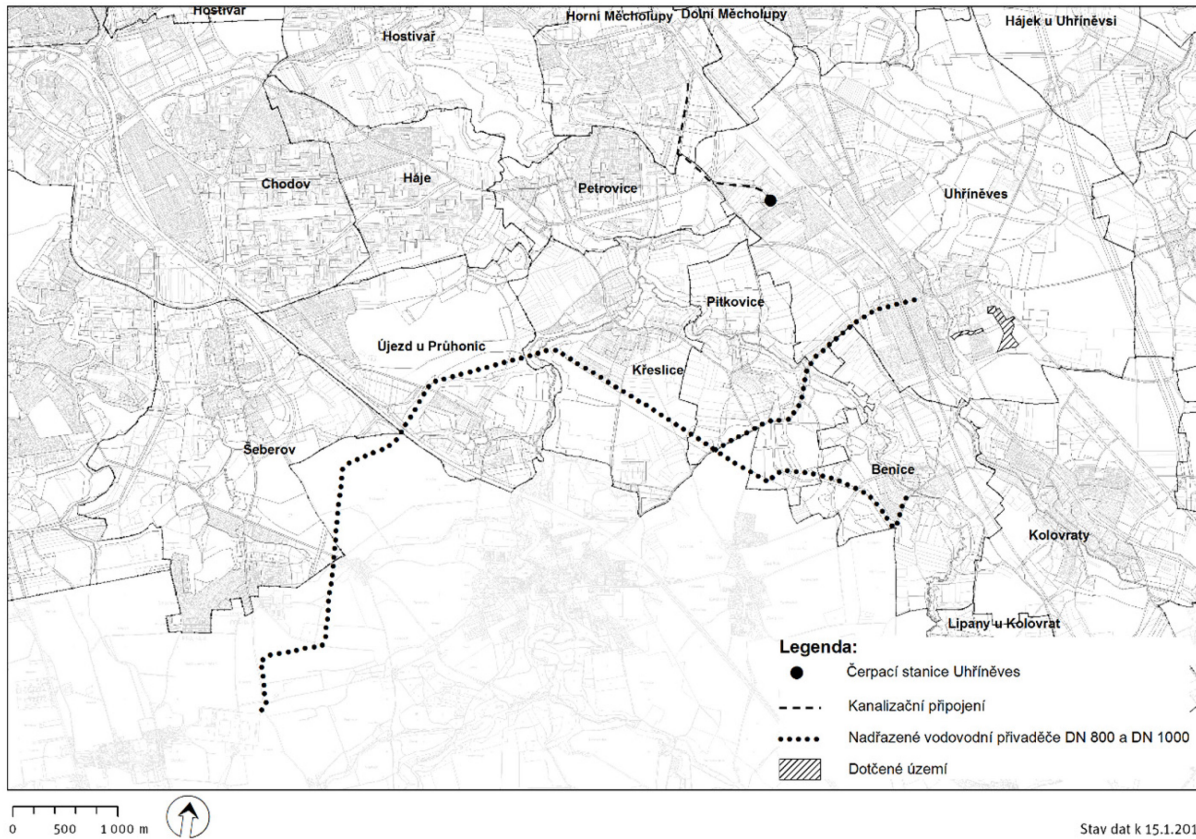 Hostivař
Horní Měcholupy
Dolní Měcholupy
Hájek u Uhříněvsi
Hostivař
Chodov
Háje
Petrovice
Uhříněves
Pitkovice
Újezd u Průhonic
Křeslice
Šeberov
Benice
Kolovraty
Lipany u Kolovrat
Legenda:
Čerpací stanice Uhříněves
Kanalizační připojení
Nadřazené vodovodní přivaděče DN 800 a DN 1000
Dotčené území
0 500 1 000 m
Stav dat k 15.1.201